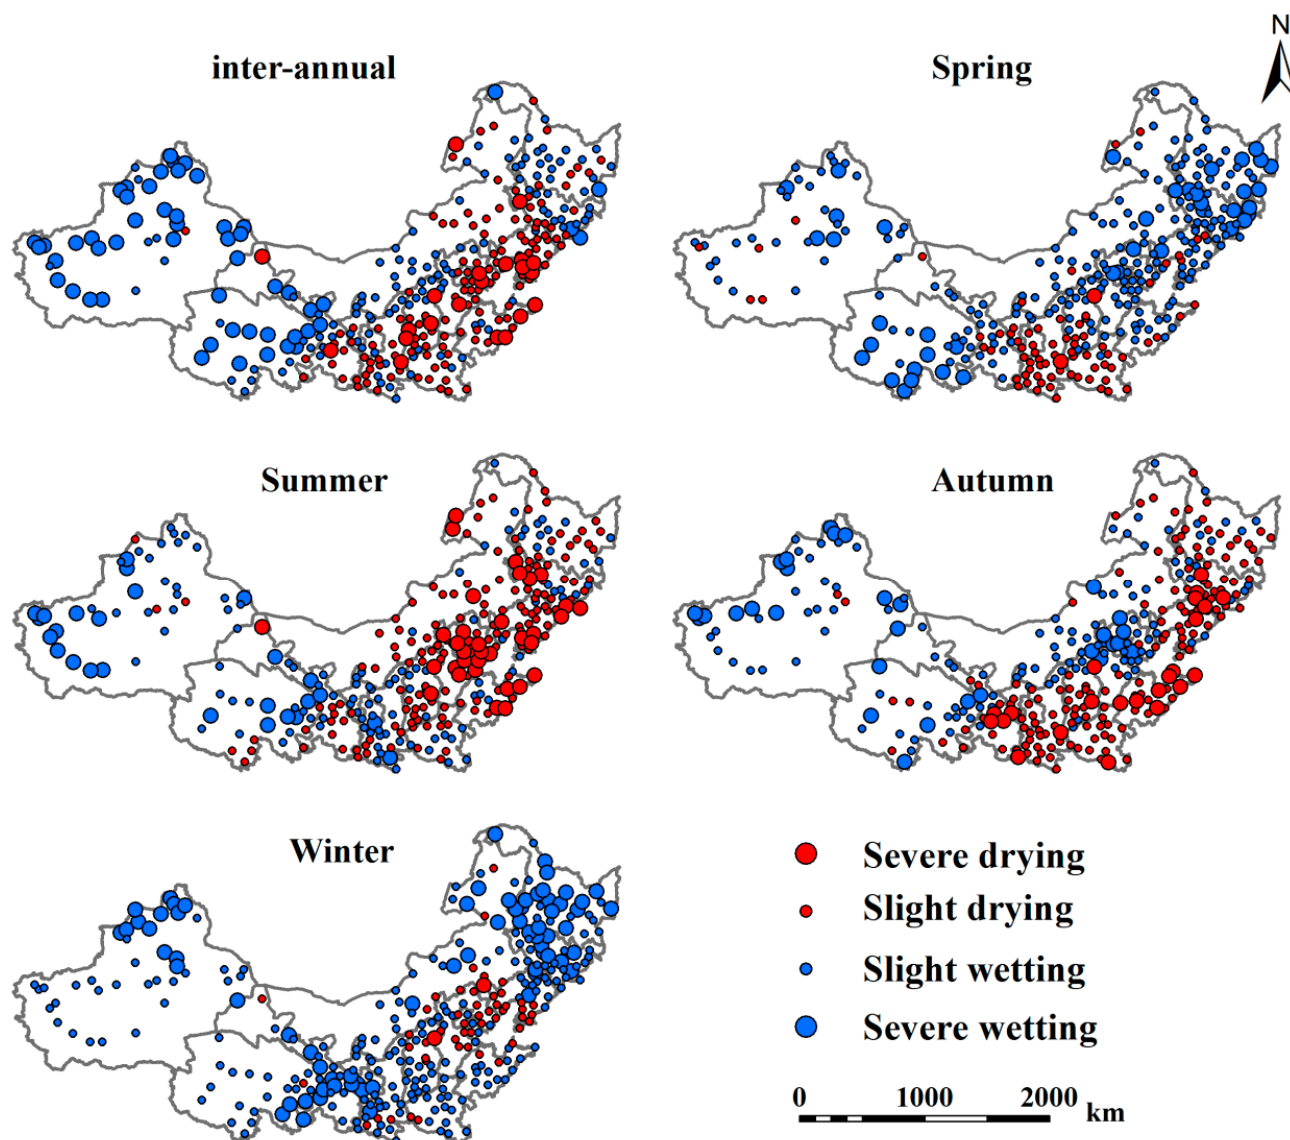 N
inter-annual
Spring
Summer
Autumn
Winter
Severe drying
Slight drying
Slight wetting
Severe wetting
0 1000 2000 km